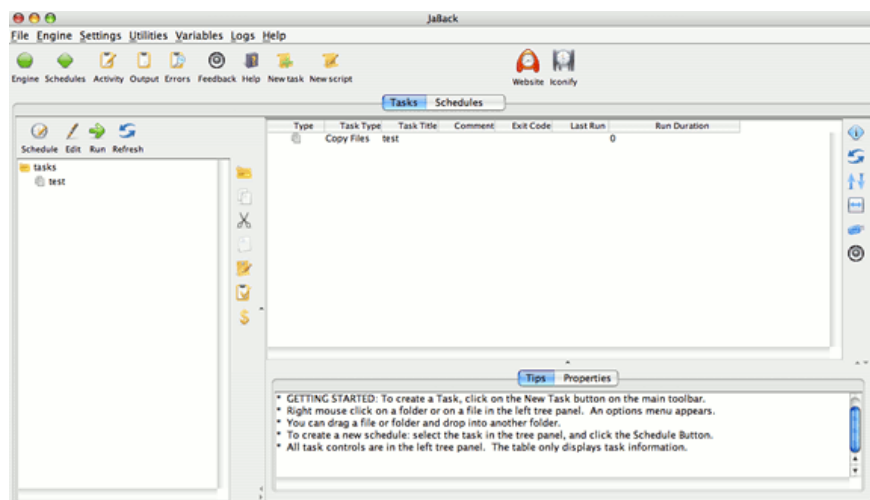 JaBack
File Engine Settings Utilities Variables Logs Help
Engine Schedules Activity Output Errors Feedback Help New task New script Website Iconify
Tasks Schedules
Schedule Edit Run Refresh
tasks
test
Type Task Type Task Title Comment Exit Code Last Run Run Duration
Copy Files test 0
Tips Properties
* GETTING STARTED: To create a Task, click on the New Task button on the main toolbar.
* Right mouse click on a folder or on a file in the left tree panel. An options menu appears.
* You can drag a file or folder and drop into another folder.
* To create a new schedule: select the task in the tree panel, and click the Schedule Button.
* All task controls are in the left tree panel. The table only displays task information.